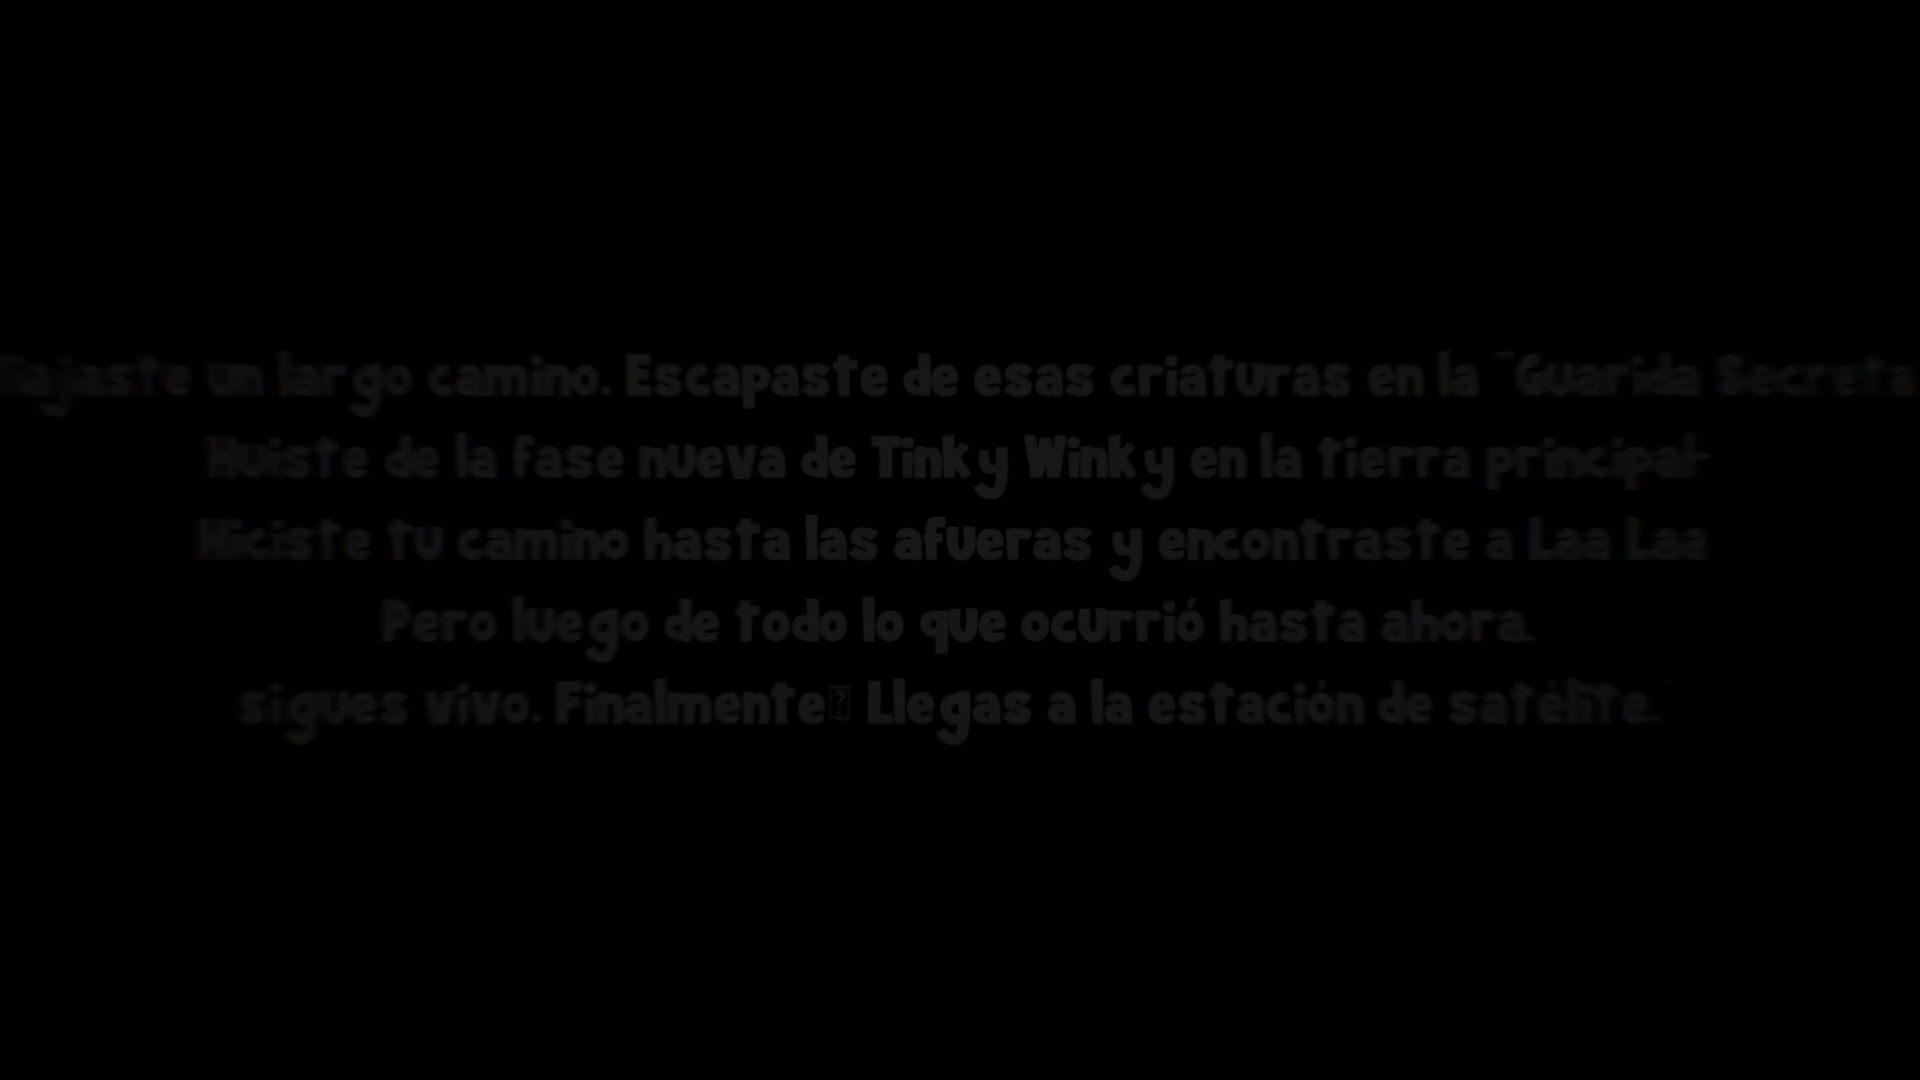 Viajaste un largo camino. Escapaste de esas criaturas en la "Guarida Secreta"
Huiste de la fase nueva de Tinky Winky en la tierra principal-
Hiciste tu camino hasta las afueras y encontraste a Laa Laa
Pero luego de todo lo que ocurrió hasta ahora.
sigues vivo. Finalmente Llegas a la estación de satélite.